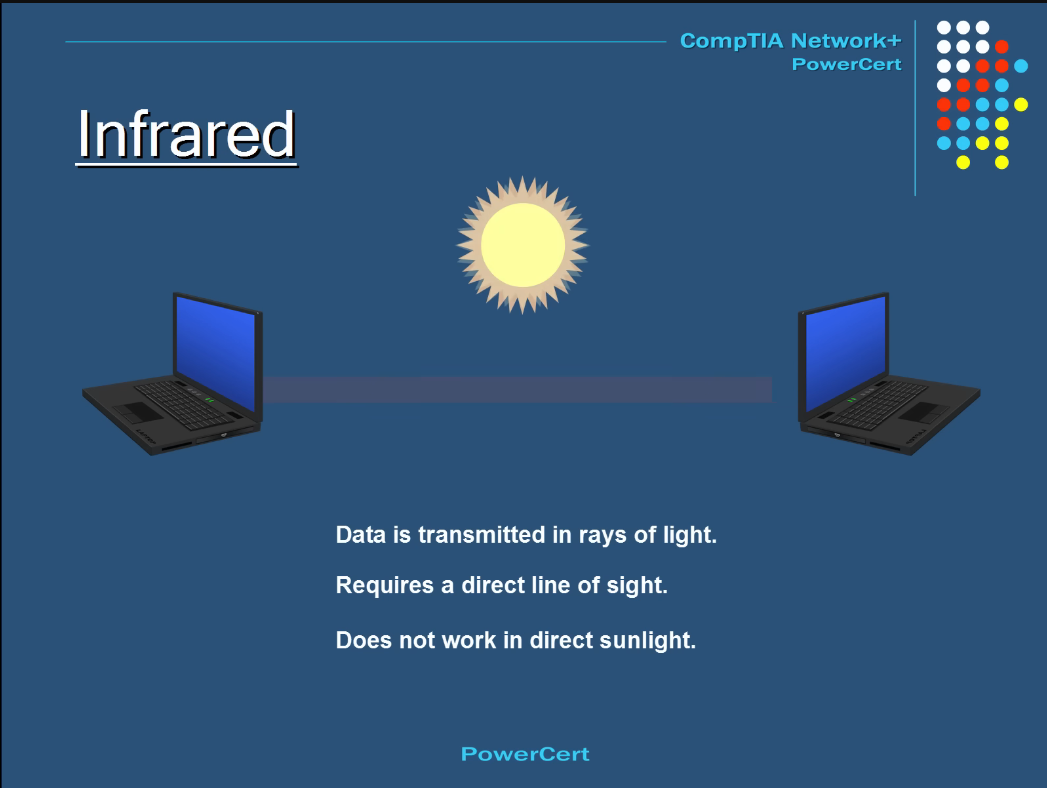 CompTIA Network+
PowerCert
Infrared
Data is transmitted in rays of light.
Requires a direct line of sight.
Does not work in direct sunlight.
PowerCert